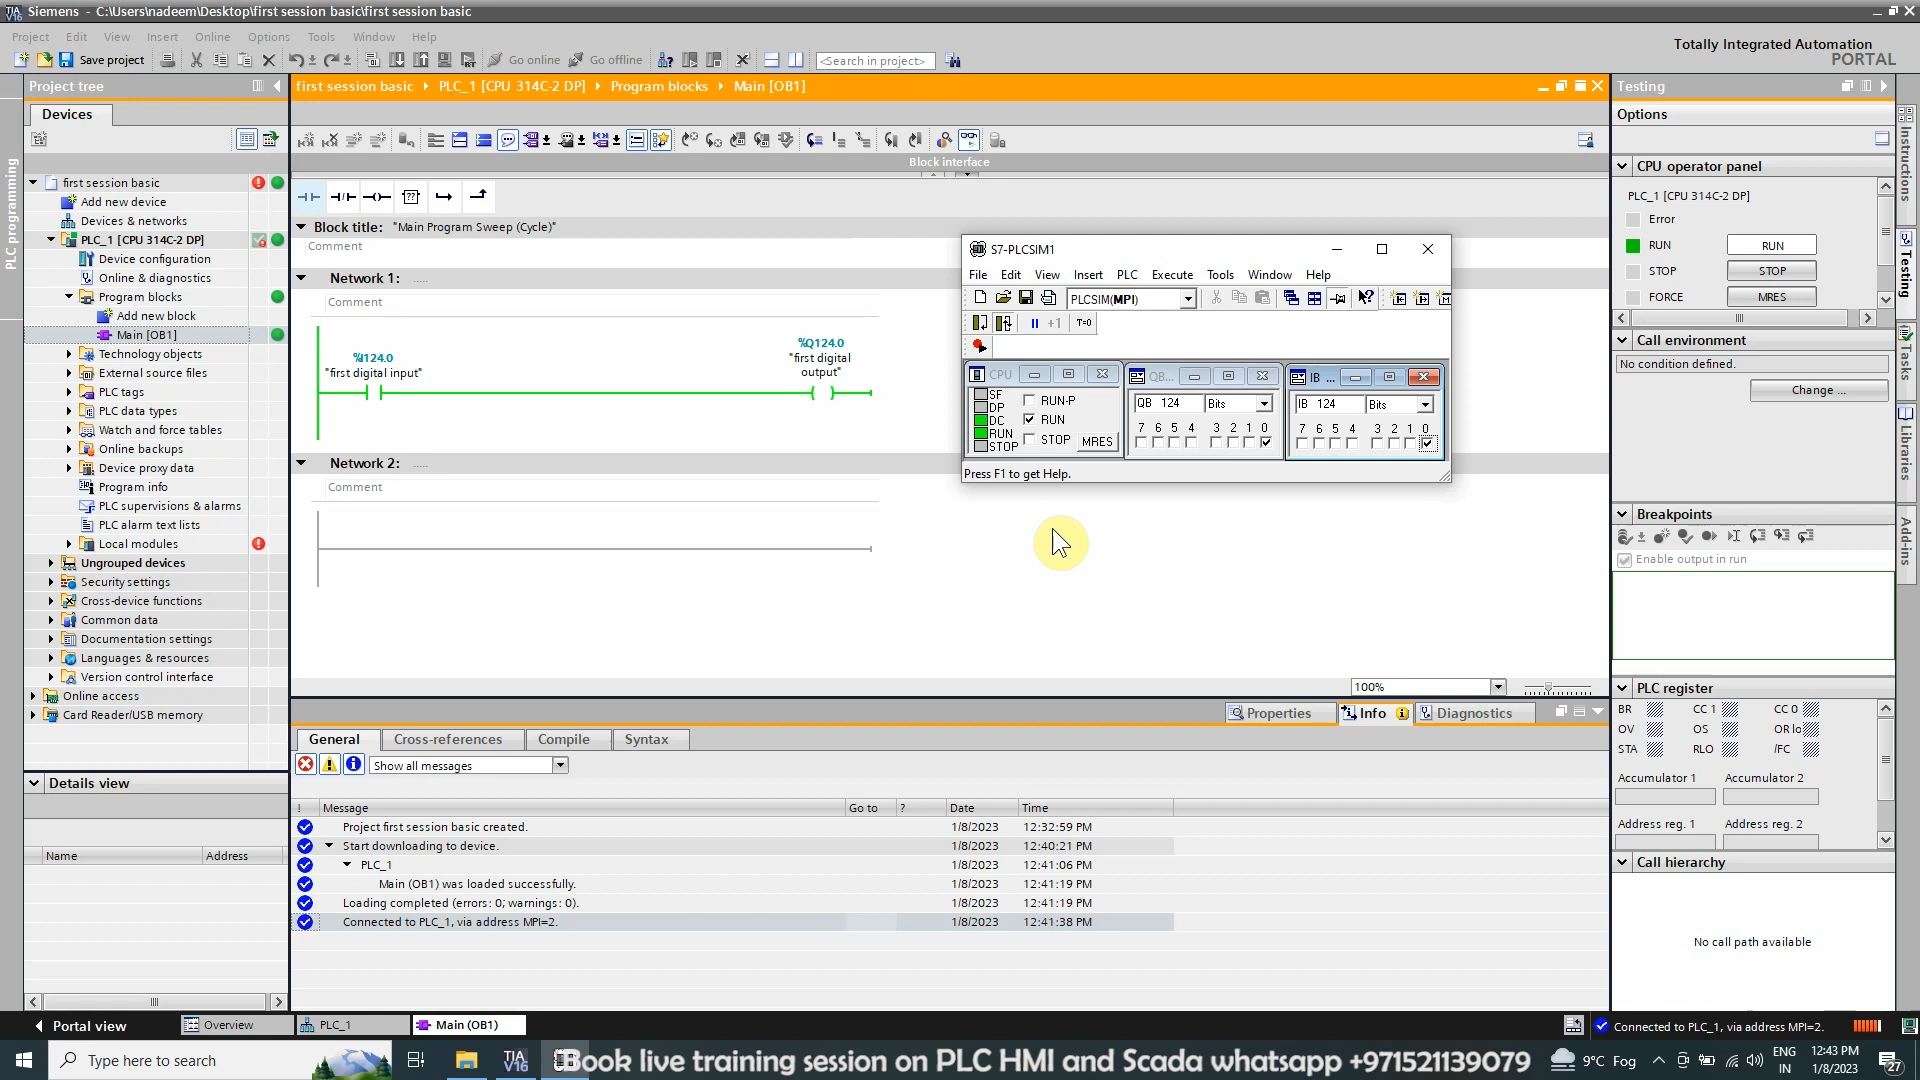 Siemens - C:\Users\nadeem\Desktop\first session basic\first session basic
Project Edit View Insert Online Options Tools Window Help
Totally Integrated Automation
PORTAL
Save project
Go online
Go offline
<Search in project>
Project tree
first session basic PLC_1 [CPU 314C-2 DP] Program blocks Main [OB1]
Testing
Devices
Options
PLC programming
Block interface
CPU operator panel
PLC_1 [CPU 314C-2 DP]
Error
RUN RUN
STOP STOP
FORCE MRES
Call environment
No condition defined.
Change ...
Breakpoints
Enable output in run
PLC register
BR CC 1 CC 0
OV OS OR lo
STA RLO /FC
Accumulator 1 Accumulator 2
Address reg. 1 Address reg. 2
Call hierarchy
No call path available
Instructions
Testing
Tasks
Libraries
Add-ins
first session basic
Add new device
Devices & networks
PLC_1 [CPU 314C-2 DP]
Device configuration
Online & diagnostics
Program blocks
Add new block
Main [OB1]
Technology objects
External source files
PLC tags
PLC data types
Watch and force tables
Online backups
Device proxy data
Program info
PLC supervisions & alarms
PLC alarm text lists
Local modules
Ungrouped devices
Security settings
Cross-device functions
Common data
Documentation settings
Languages & resources
Version control interface
Online access
Card Reader/USB memory
Details view
Name Address
Block title: "Main Program Sweep (Cycle)"
Comment
Network 1: .....
Comment
%I124.0
"first digital input"
%Q124.0
"first digital
output"
Network 2: .....
Comment
S7-PLCSIM1
File Edit View Insert PLC Execute Tools Window Help
PLCSIM(MPI)
+1 T=0
CPU
SF
DP
DC
RUN
STOP
RUN-P
RUN
STOP MRES
QB...
QB 124 Bits
7 6 5 4 3 2 1 0
IB ...
IB 124 Bits
7 6 5 4 3 2 1 0
Press F1 to get Help.
100%
Properties Info Diagnostics
General Cross-references Compile Syntax
Show all messages
! Message Go to ? Date Time
Project first session basic created. 1/8/2023 12:32:59 PM
Start downloading to device. 1/8/2023 12:40:21 PM
PLC_1 1/8/2023 12:41:06 PM
Main (OB1) was loaded successfully. 1/8/2023 12:41:19 PM
Loading completed (errors: 0; warnings: 0). 1/8/2023 12:41:19 PM
Connected to PLC_1, via address MPI=2. 1/8/2023 12:41:38 PM
Portal view Overview PLC_1 Main (OB1)
Connected to PLC_1, via address MPI=2.
Type here to search
Book live training session on PLC HMI and Scada whatsapp +971521139079
9°C Fog
ENG
IN
12:43 PM
1/8/2023
27